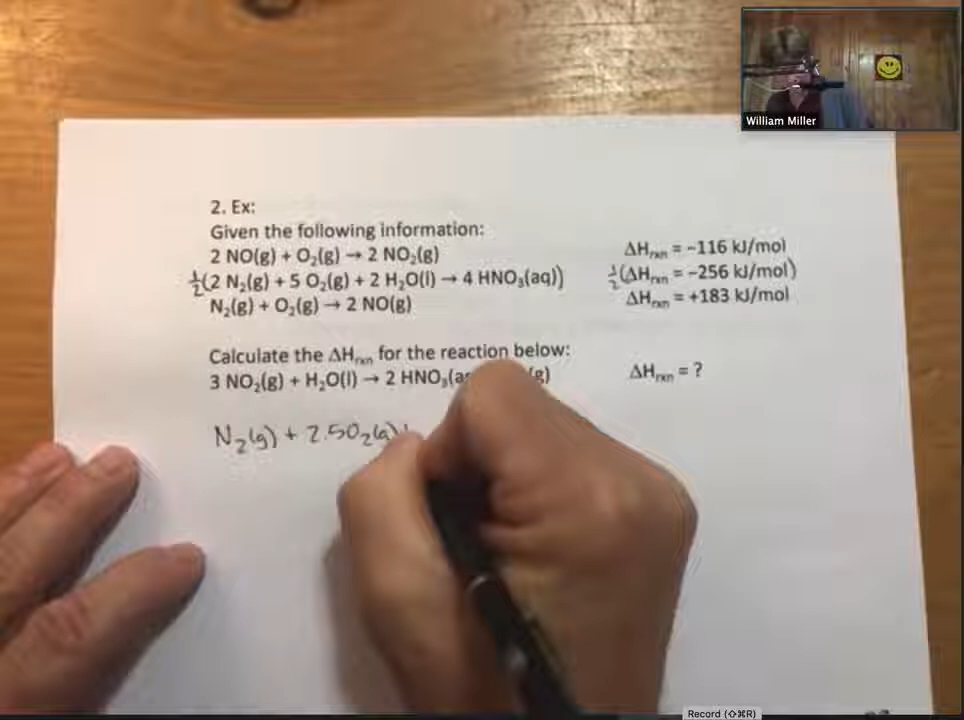 William Miller
2. Ex:
Given the following information:
2 NO(g) + O₂(g) → 2 NO₂(g) ΔHᵣₓₙ = −116 kJ/mol
½(2 N₂(g) + 5 O₂(g) + 2 H₂O(l) → 4 HNO₃(aq)) ½(ΔHᵣₓₙ = −256 kJ/mol)
N₂(g) + O₂(g) → 2 NO(g) ΔHᵣₓₙ = +183 kJ/mol
Calculate the ΔHᵣₓₙ for the reaction below:
3 NO₂(g) + H₂O(l) → 2 HNO₃(a (g) ΔHᵣₓₙ = ?
N₂(g) + 2.5O₂(g)
Record (⇧⌘R)